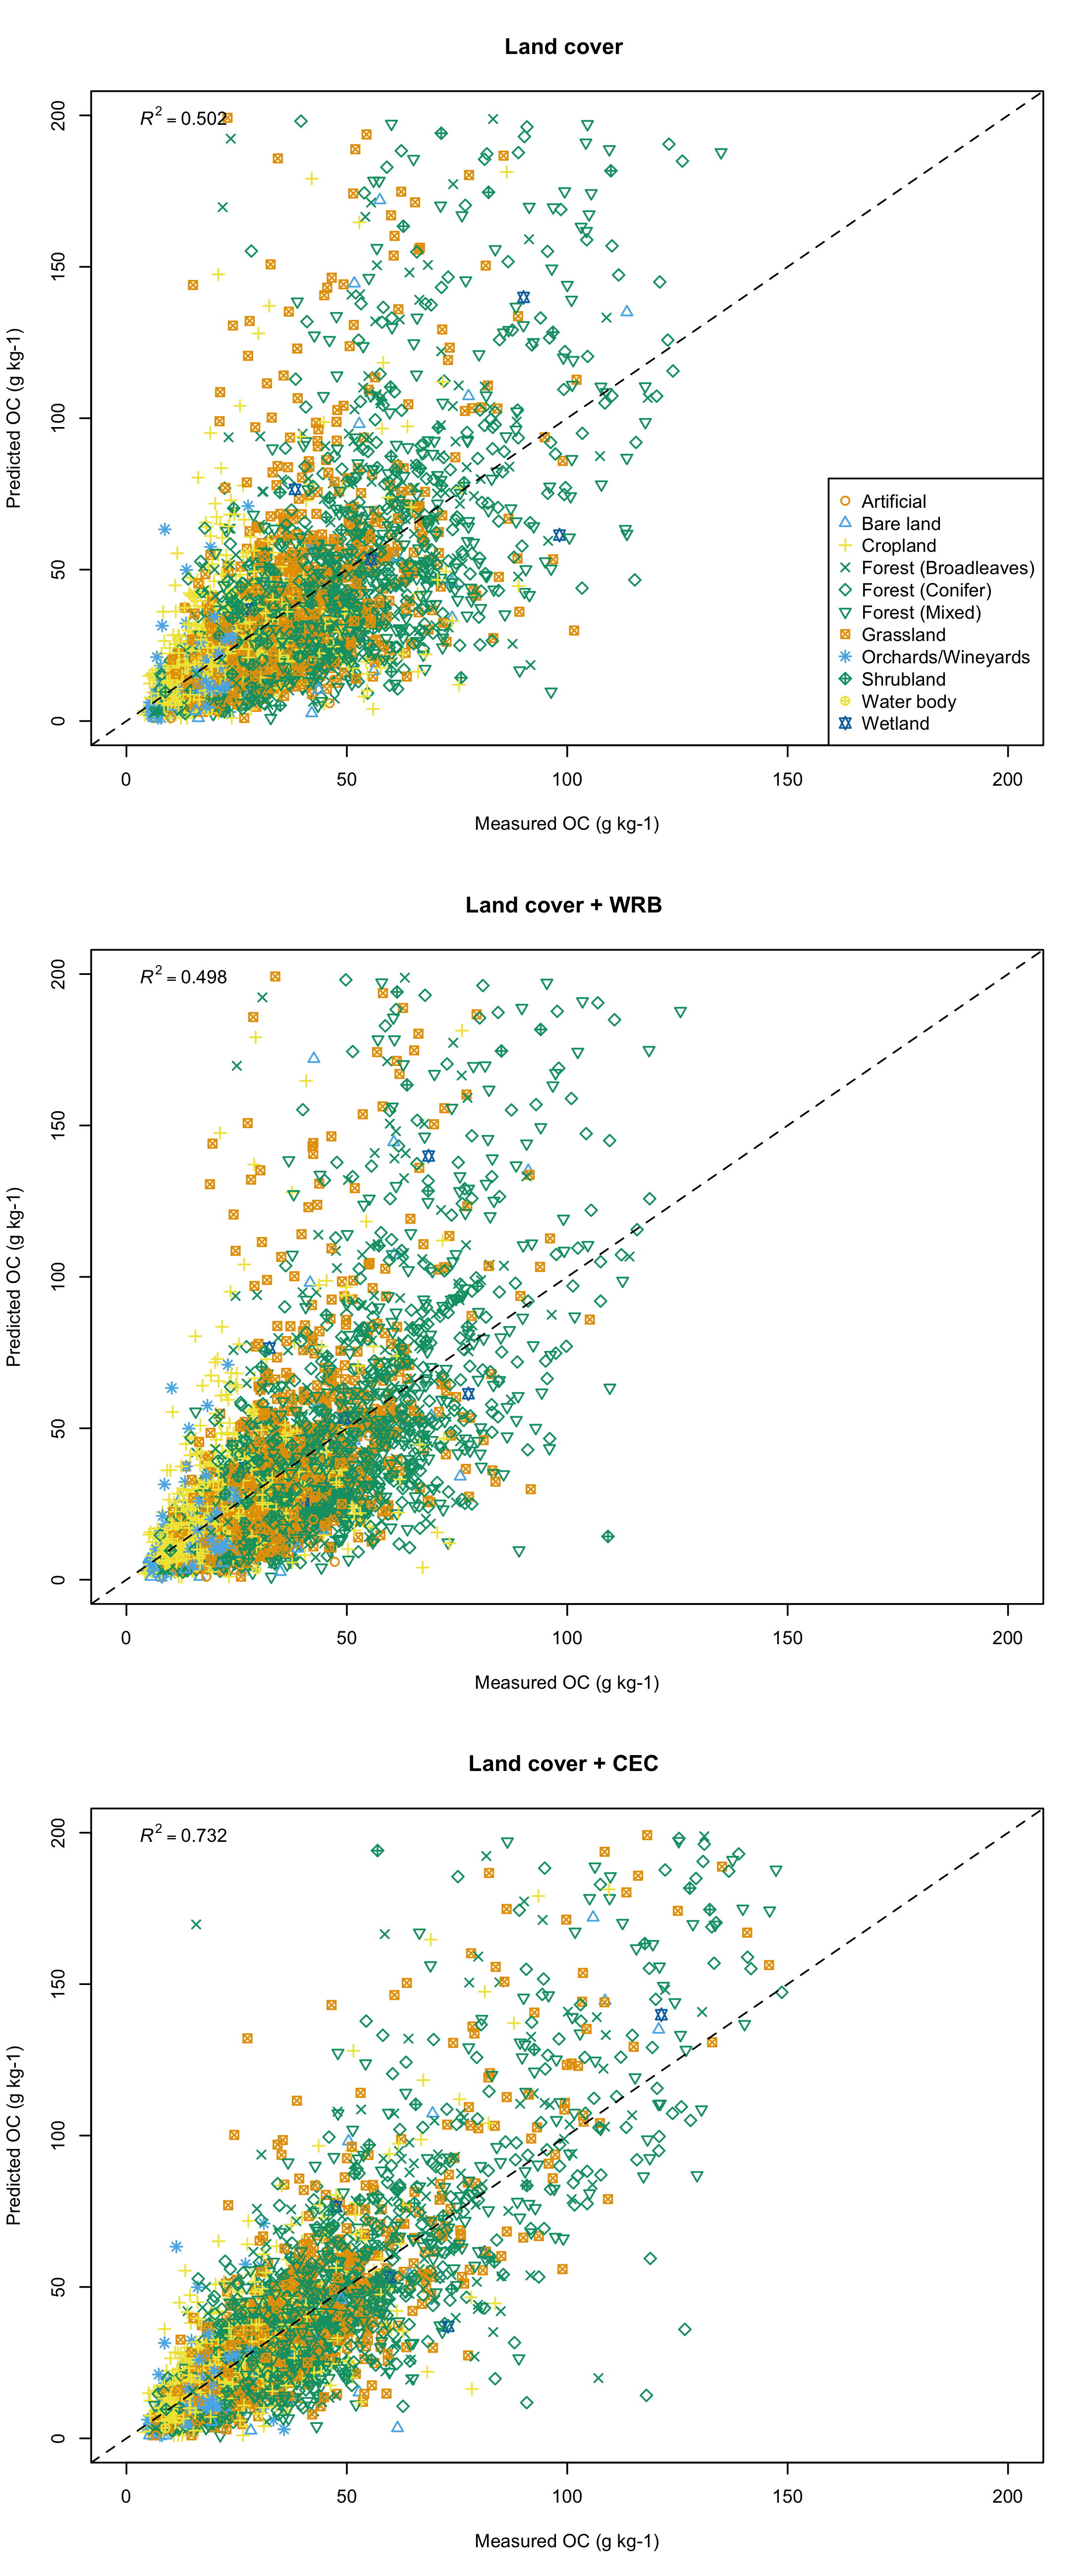 Land cover
R² = 0.502
Predicted OC (g kg-1)
200
150
100
50
0
Artificial
Bare land
Cropland
Forest (Broadleaves)
Forest (Conifer)
Forest (Mixed)
Grassland
Orchards/Wineyards
Shrubland
Water body
Wetland
0 50 100 150 200
Measured OC (g kg-1)
Land cover + WRB
R² = 0.498
Predicted OC (g kg-1)
200
150
100
50
0
0 50 100 150 200
Measured OC (g kg-1)
Land cover + CEC
R² = 0.732
Predicted OC (g kg-1)
200
150
100
50
0
0 50 100 150 200
Measured OC (g kg-1)